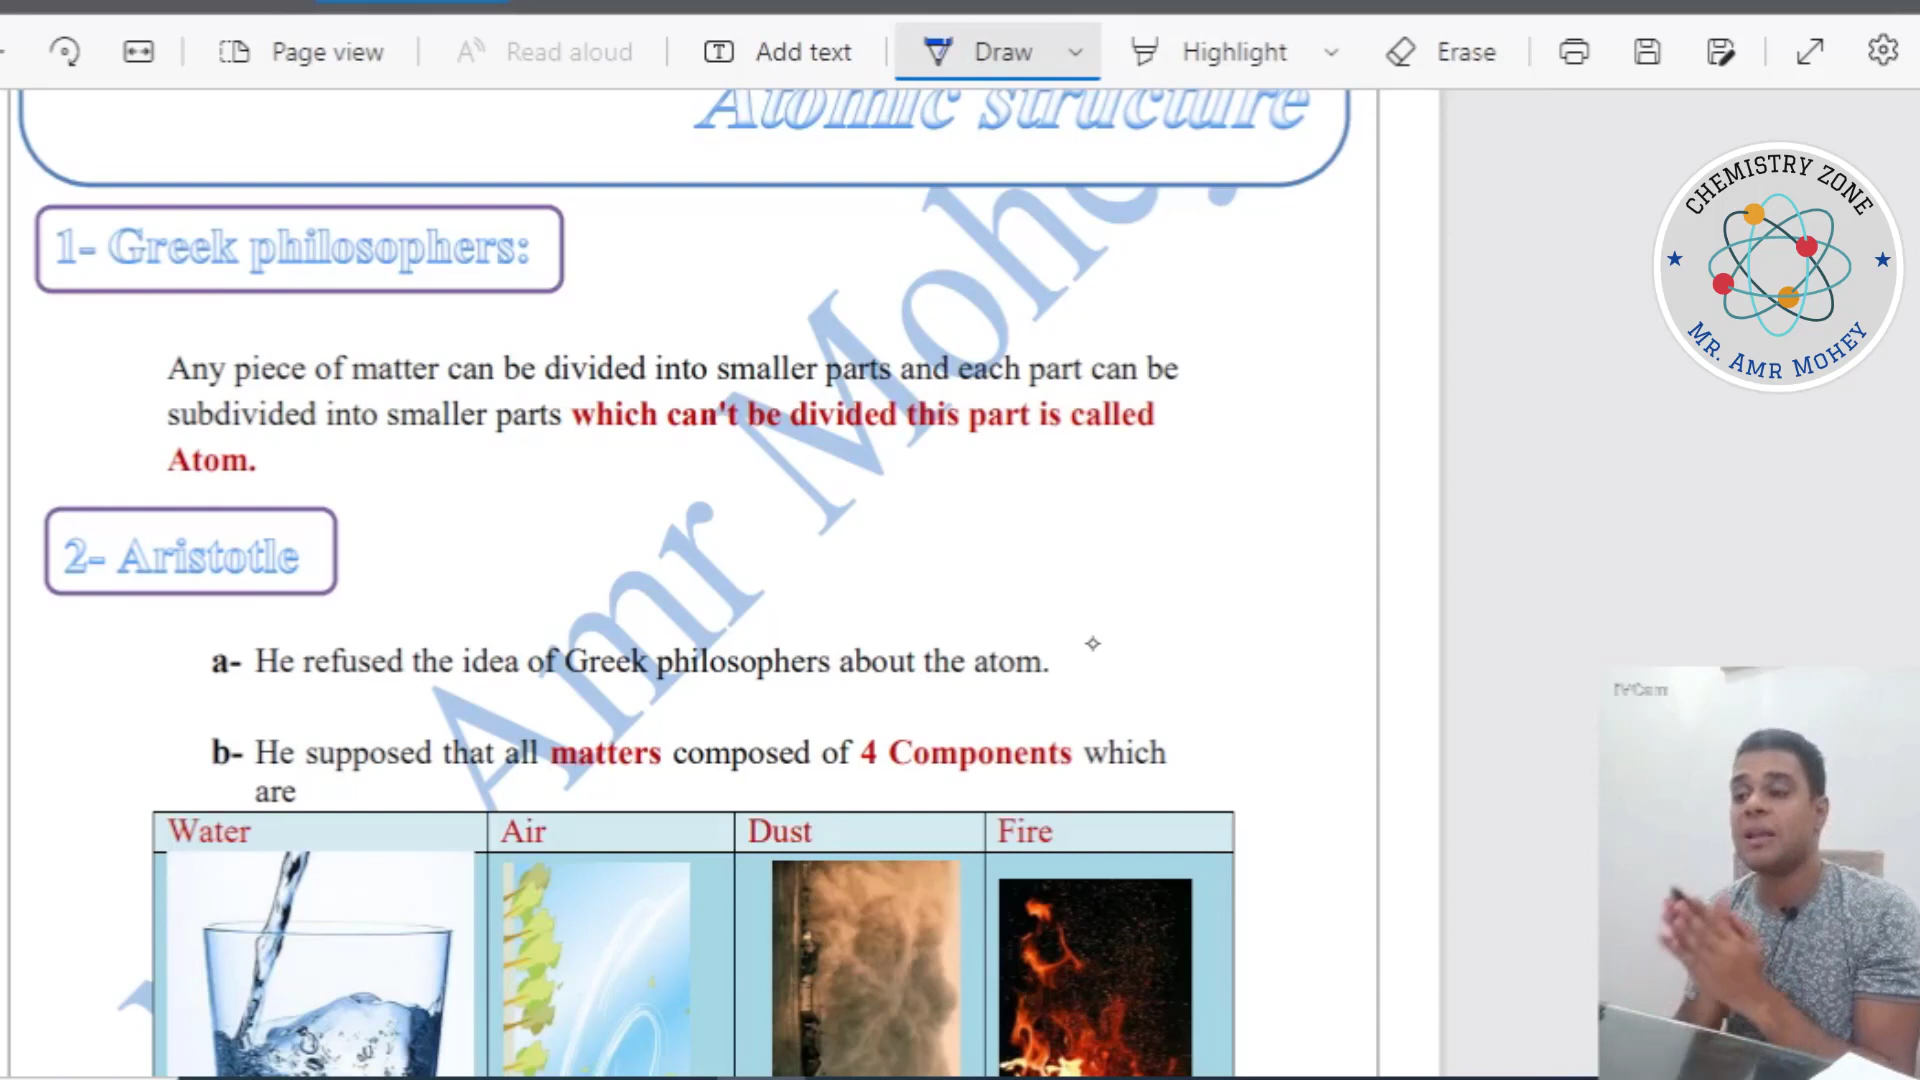 Page view
Read aloud
Add text
Draw
Highlight
Erase
Atomic structure
CHEMISTRY ZONE
MR. AMR MOHEY
1- Greek philosophers:
Any piece of matter can be divided into smaller parts and each part can be
subdivided into smaller parts which can't be divided this part is called
Atom.
2- Aristotle
a- He refused the idea of Greek philosophers about the atom.
b- He supposed that all matters composed of 4 Components which
are
Water Air Dust Fire
Amr Mohey
iVCam